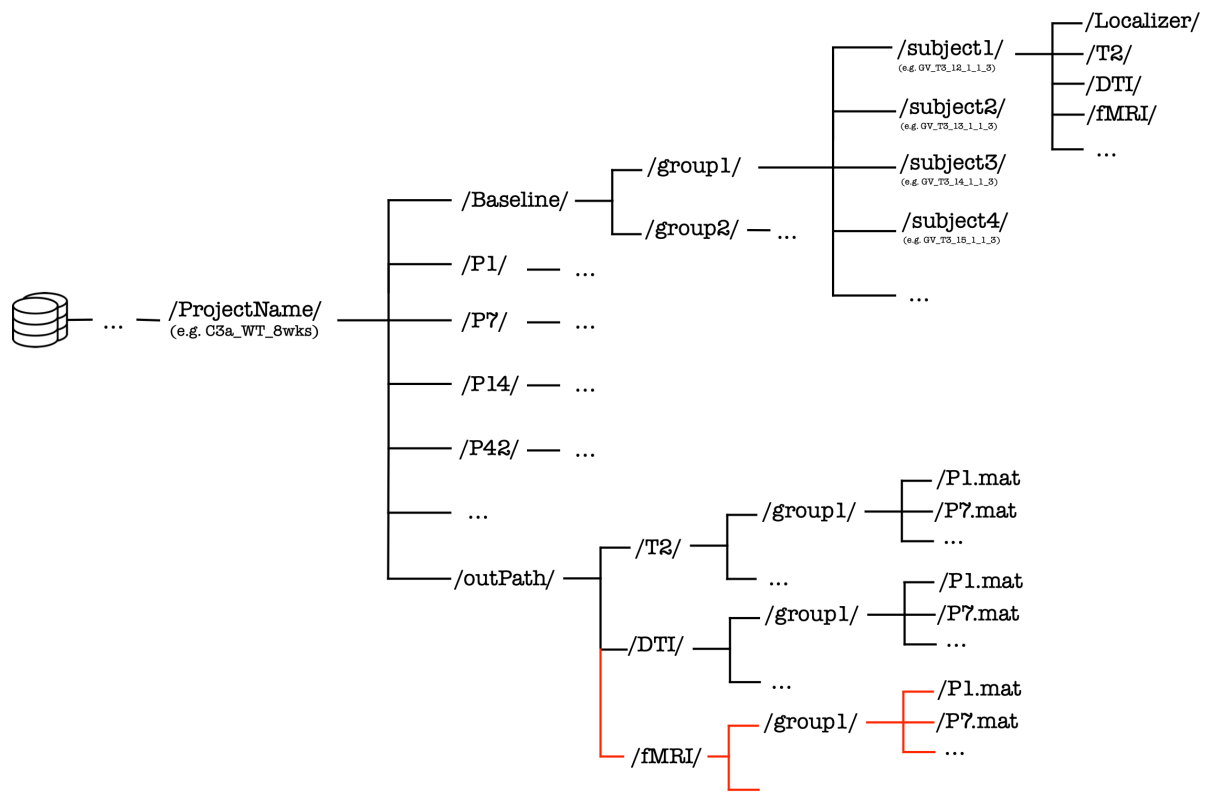 /Localizer/
/subject1/
(e.g. GV_T3_12_1_1_3)
/T2/
/DTI/
/subject2/
(e.g. GV_T3_13_1_1_3)
/fMRI/
...
/group1/
/subject3/
(e.g. GV_T3_14_1_1_3)
/Baseline/
/group2/
...
/subject4/
(e.g. GV_T3_15_1_1_3)
/P1/
...
...
...
/ProjectName/
(e.g. C3a_WT_8wks)
/P7/
...
/P14/
...
/P42/
...
...
/outPath/
/T2/
/group1/
/P1.mat
/P7.mat
...
...
/DTI/
/group1/
/P1.mat
/P7.mat
...
...
/fMRI/
/group1/
/P1.mat
/P7.mat
...